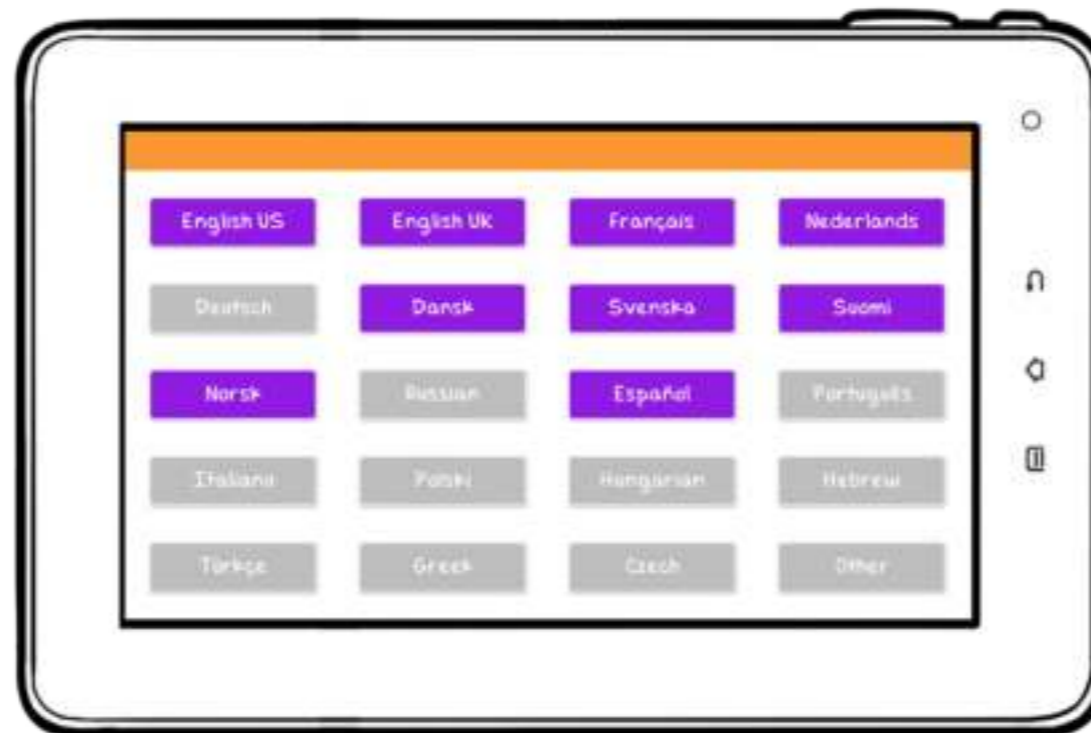 English US English Uk Français Nederlands
Deutsch Dansk Svenska Suomi
Norsk Russian Español Português
Italiano Polski Hungarian Hebrew
Türkçe Greek Czech Other